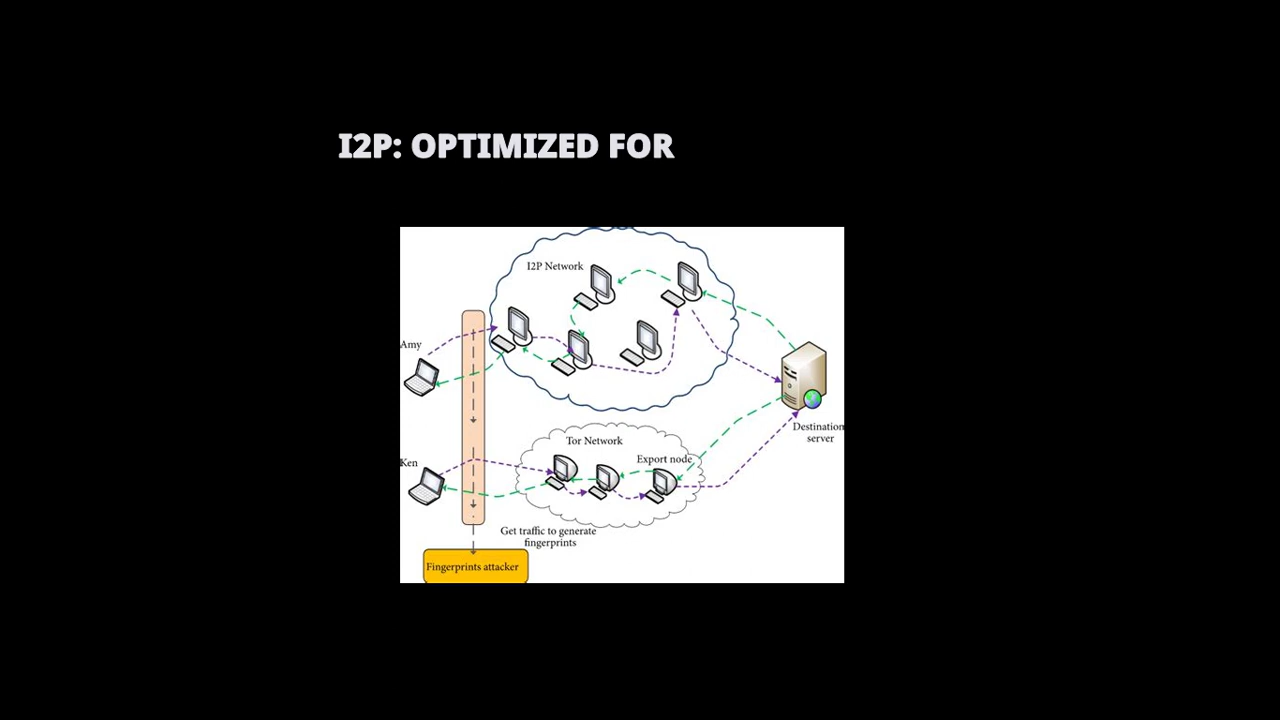 I2P: OPTIMIZED FOR
I2P Network
Amy
Destination
server
Tor Network
Export node
Ken
Get traffic to generate
fingerprints
Fingerprints attacker